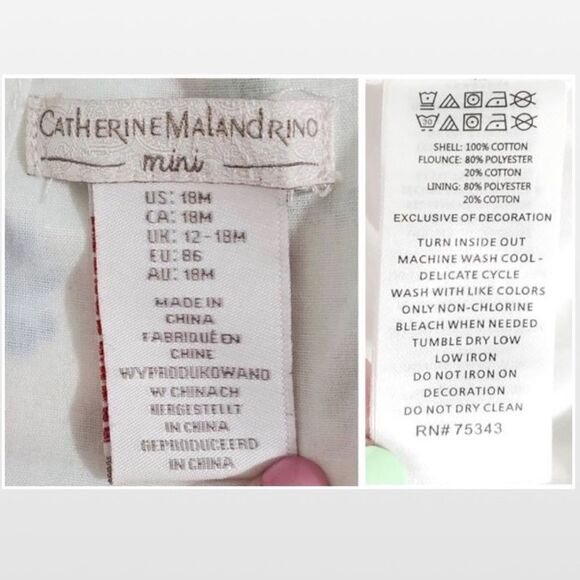 CATHERINE MALANDRINO
mini
US: 18M
CA: 18M
UK: 12-18M
EU: 86
AU: 18M
MADE IN
CHINA
FABRIQUÉ EN
CHINE
WYPRODUKOWANO
W CHINACH
HERGESTELLT
IN CHINA
GEPRODUCEERD
IN CHINA
30
SHELL: 100% COTTON
FLOUNCE: 80% POLYESTER
20% COTTON
LINING: 80% POLYESTER
20% COTTON
EXCLUSIVE OF DECORATION
TURN INSIDE OUT
MACHINE WASH COOL -
DELICATE CYCLE
WASH WITH LIKE COLORS
ONLY NON-CHLORINE
BLEACH WHEN NEEDED
TUMBLE DRY LOW
LOW IRON
DO NOT IRON ON
DECORATION
DO NOT DRY CLEAN
RN# 75343